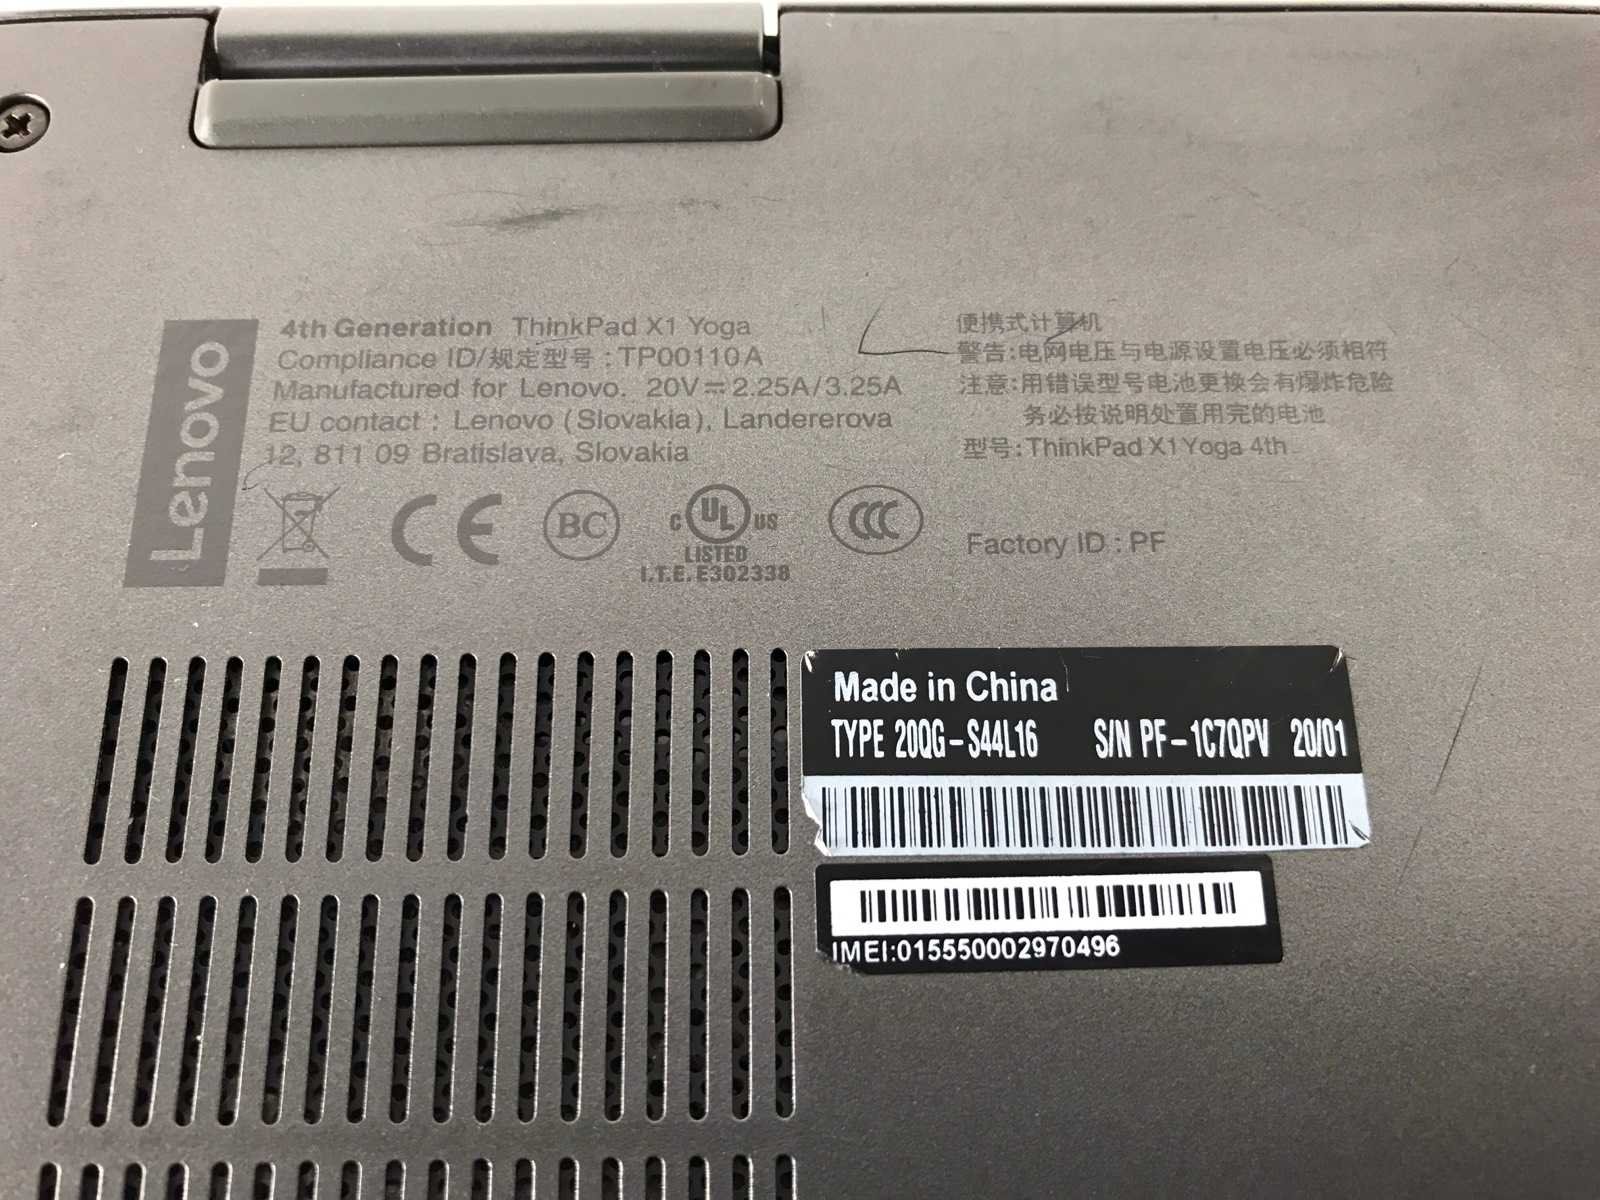 Lenovo
4th Generation ThinkPad X1 Yoga
Compliance ID/规定型号 : TP00110A
Manufactured for Lenovo. 20V⎓2.25A/3.25A
EU contact : Lenovo (Slovakia), Landererova
12, 811 09 Bratislava, Slovakia
CE
BC
C UL US
LISTED
I.T.E. E302338
CCC
便携式计算机
警告:电网电压与电源设置电压必须相符
注意:用错误型号电池更换会有爆炸危险
务必按说明处置用完的电池
型号:ThinkPad X1 Yoga 4th
Factory ID : PF
Made in China
TYPE 20QG-S44L16 S/N PF-1C7QPV 20/01
IMEI:015550002970496